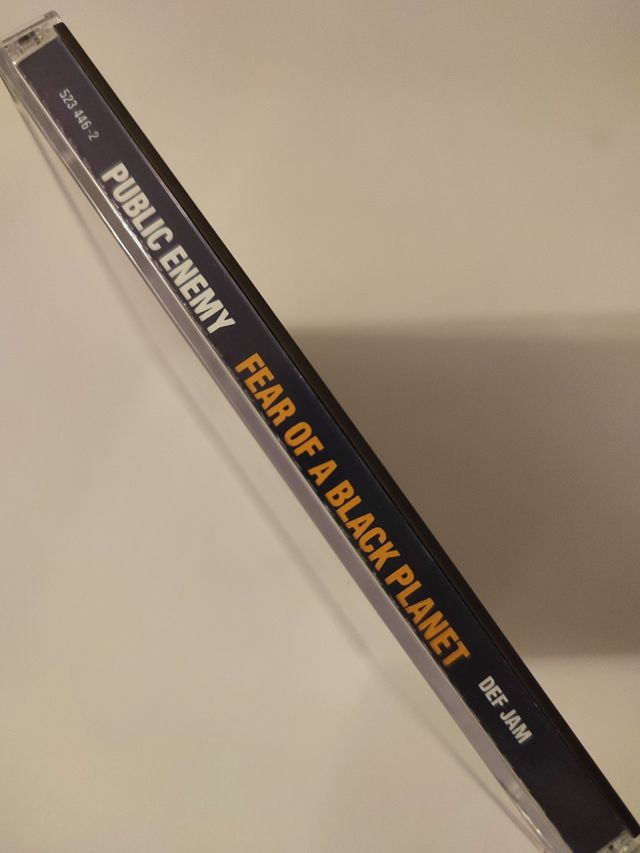 523 446-2
PUBLIC ENEMY
FEAR OF A BLACK PLANET
DEF JAM